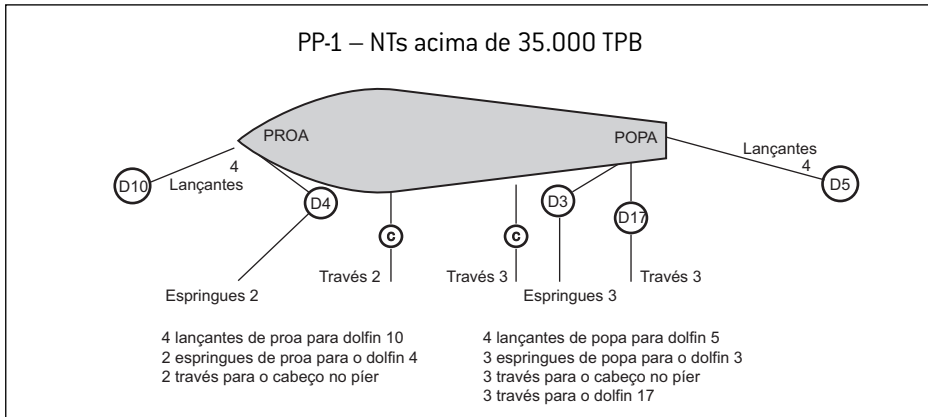 PP-1 – NTs acima de 35.000 TPB
PROA
POPA
Lançantes
4
4
Lançantes
D10
D4
D3
D17
D5
C
C
Través 2
Través 3
Través 3
Espringues 2
Espringues 3
4 lançantes de proa para dolfin 10
2 espringues de proa para o dolfin 4
2 través para o cabeço no píer
4 lançantes de popa para dolfin 5
3 espringues de popa para o dolfin 3
3 través para o cabeço no píer
3 través para o dolfin 17